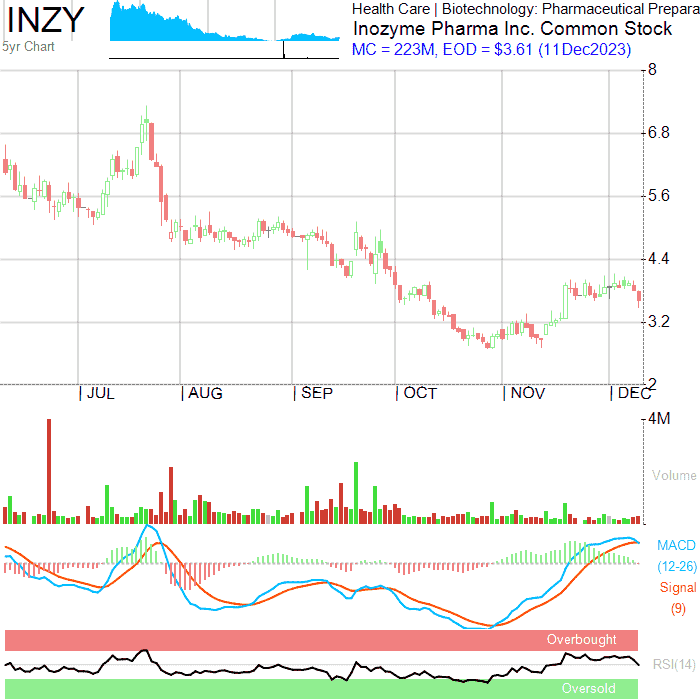 INZY
5yr Chart
Health Care | Biotechnology: Pharmaceutical Prepara
Inozyme Pharma Inc. Common Stock
MC = 223M, EOD = $3.61 (11Dec2023)
8
6.8
5.6
4.4
3.2
2
| JUL | AUG | SEP | OCT | NOV | DEC
4M
Volume
MACD
(12-26)
Signal
(9)
Overbought
RSI(14)
Oversold